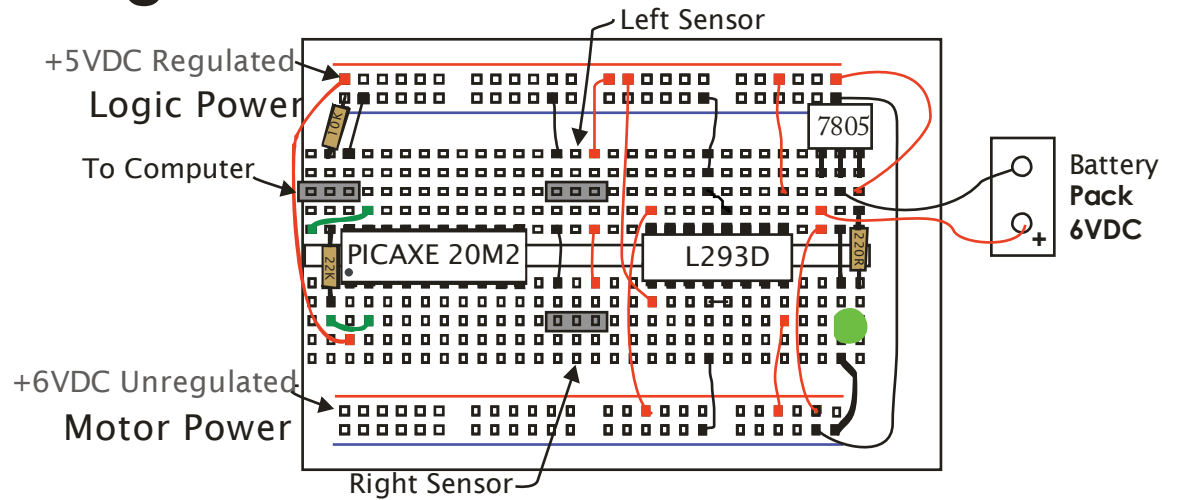 Left Sensor
+5VDC Regulated
Logic Power
10K
7805
To Computer
Battery
Pack
6VDC
+
22K
PICAXE 20M2
L293D
220R
+6VDC Unregulated
Motor Power
Right Sensor